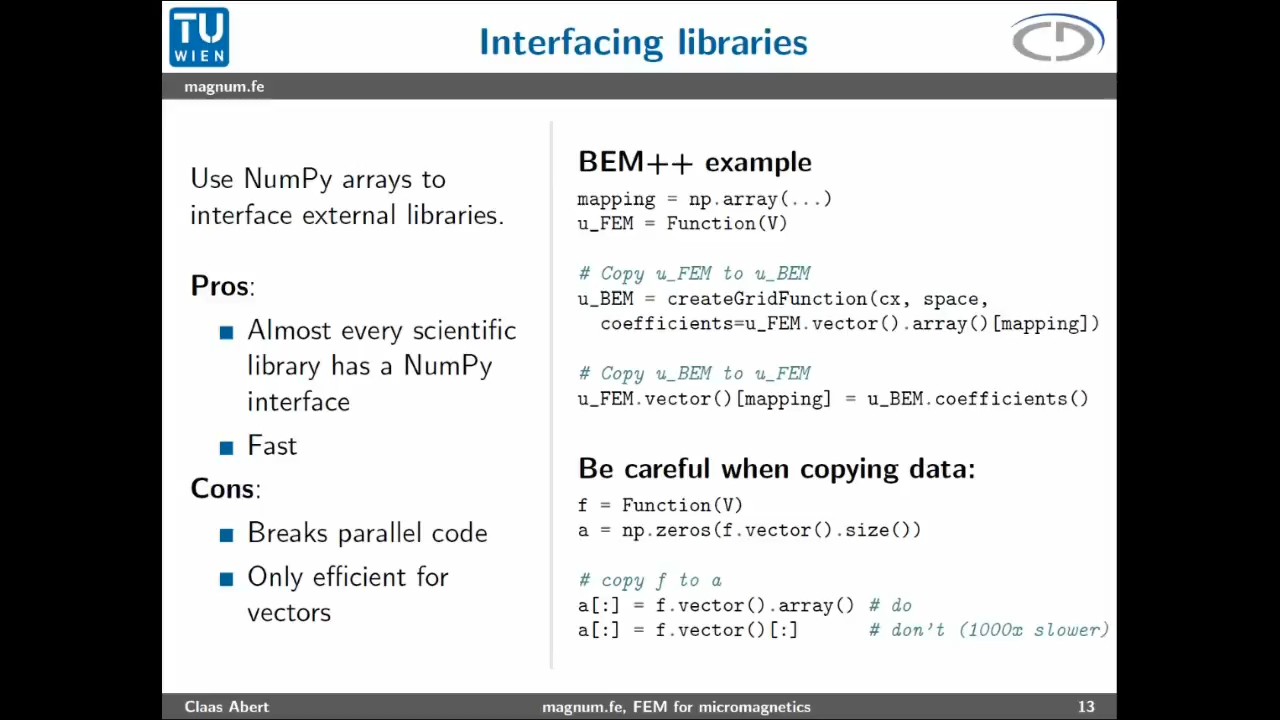 TU
WIEN
Interfacing libraries
CD
magnum.fe
Use NumPy arrays to
interface external libraries.
Pros:
Almost every scientific
library has a NumPy
interface
Fast
Cons:
Breaks parallel code
Only efficient for
vectors
BEM++ example
mapping = np.array(...)
u_FEM = Function(V)
# Copy u_FEM to u_BEM
u_BEM = createGridFunction(cx, space,
coefficients=u_FEM.vector().array()[mapping])
# Copy u_BEM to u_FEM
u_FEM.vector()[mapping] = u_BEM.coefficients()
Be careful when copying data:
f = Function(V)
a = np.zeros(f.vector().size())
# copy f to a
a[:] = f.vector().array() # do
a[:] = f.vector()[:] # don't (1000x slower)
Claas Abert
magnum.fe, FEM for micromagnetics
13